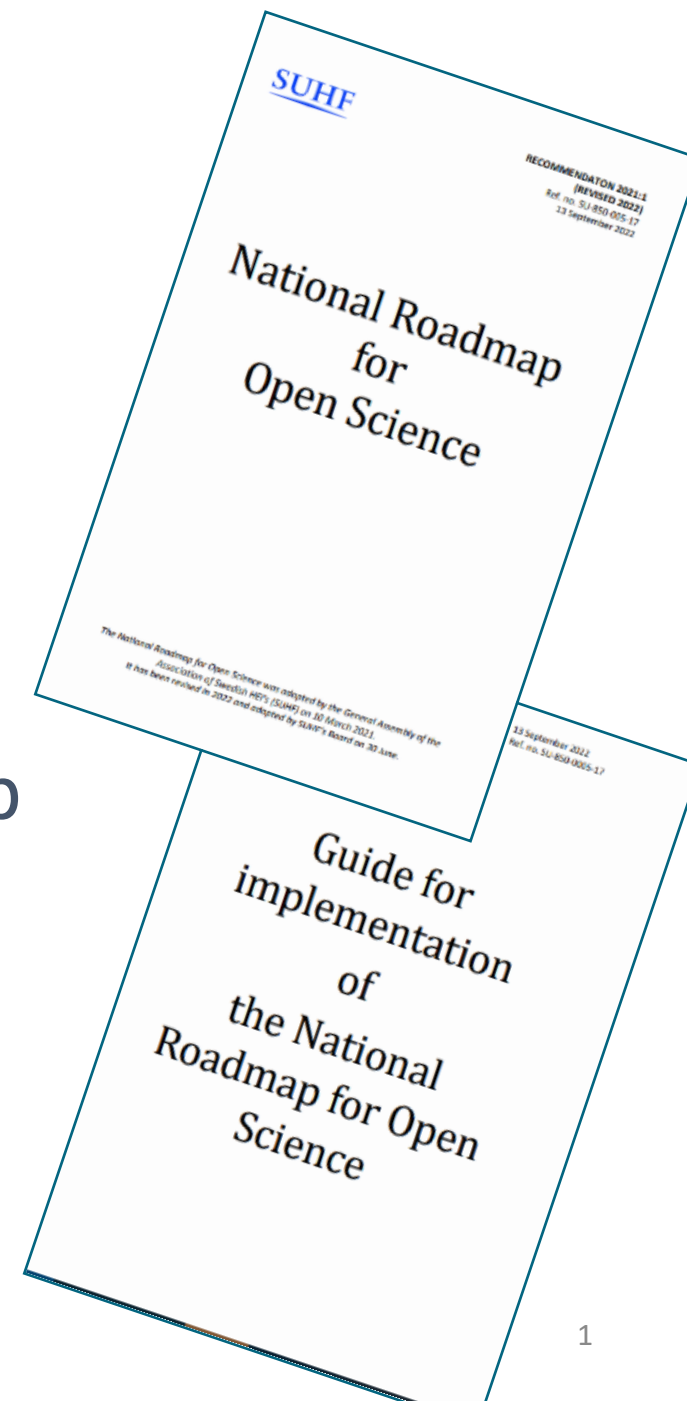 SUHF
RECOMMENDATON 2021:1
(REVISED 2022)
Ref. no. SU-850-005-17
13 September 2022
National Roadmap
for
Open Science
The National Roadmap for Open Science was adopted by the General Assembly of the
Association of Swedish HEI's (SUHF) on 10 March 2021.
It has been revised in 2022 and adopted by SUHF's Board on 30 June.
p
13 September 2022
Ref. no. SU-850-0005-17
Guide for
implementation
of
the National
Roadmap for Open
Science
1